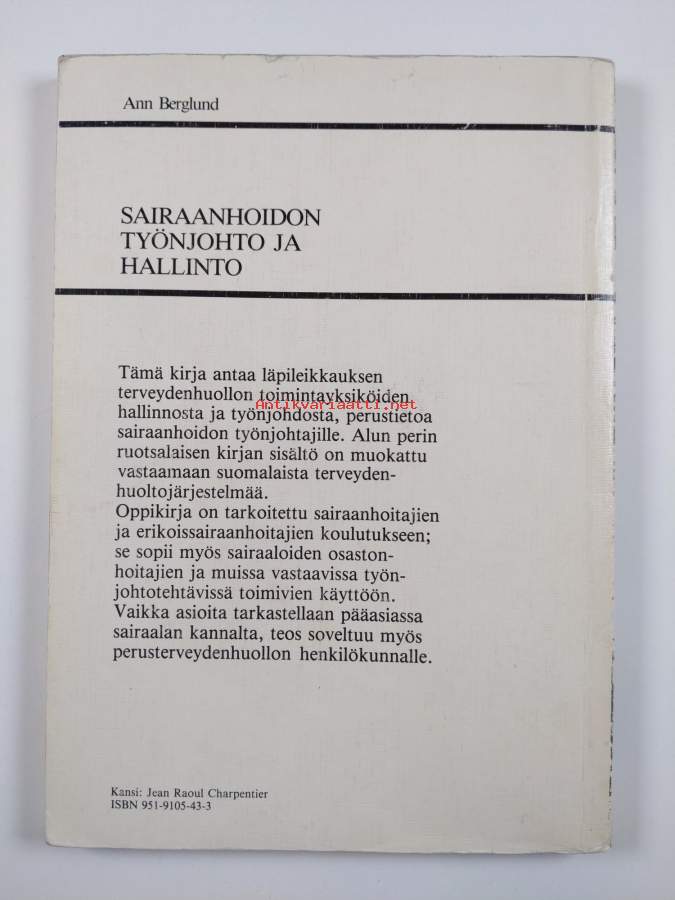 Ann Berglund
SAIRAANHOIDON
TYÖNJOHTO JA
HALLINTO
Tämä kirja antaa läpileikkauksen
terveydenhuollon toimintayksiköiden
Antikvariaatti.net
hallinnosta ja työnjohdosta, perustietoa
sairaanhoidon työnjohtajille. Alun perin
ruotsalaisen kirjan sisältö on muokattu
vastaamaan suomalaista terveyden-
huoltojärjestelmää.
Oppikirja on tarkoitettu sairaanhoitajien
ja erikoissairaanhoitajien koulutukseen;
se sopii myös sairaaloiden osaston-
hoitajien ja muissa vastaavissa työn-
johtotehtävissä toimivien käyttöön.
Vaikka asioita tarkastellaan pääasiassa
sairaalan kannalta, teos soveltuu myös
perusterveydenhuollon henkilökunnalle.
Kansi: Jean Raoul Charpentier
ISBN 951-9105-43-3